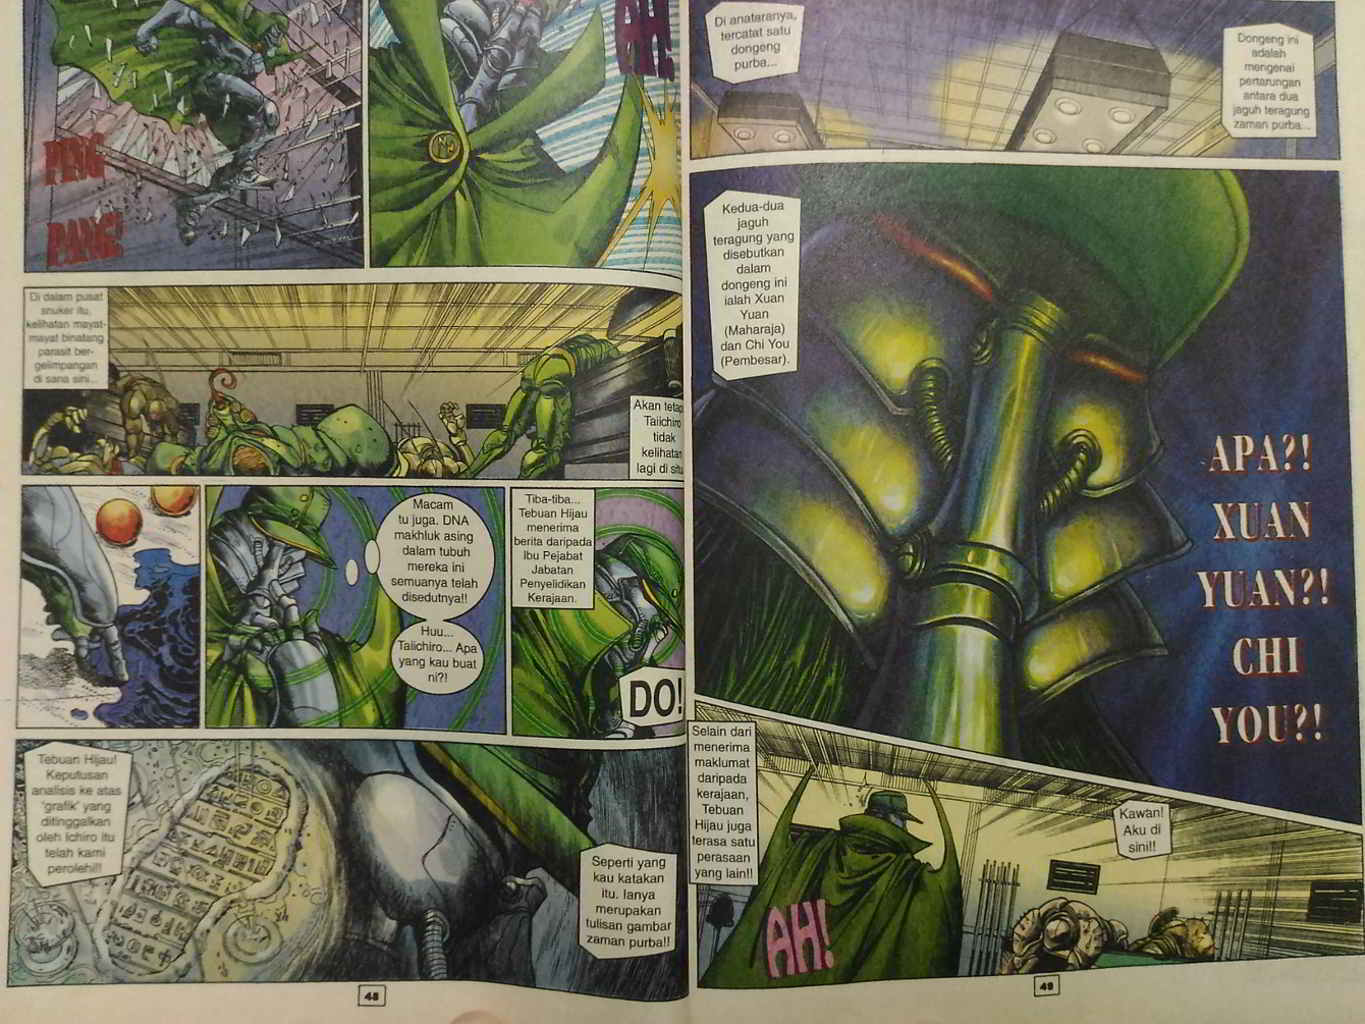 AH!
PING
PANG!
Di dalam pusat
snuker itu,
kelihatan mayat-
mayat binatang
parasit ber-
gelimpangan
di sana sini...
Akan tetapi
Taiichiro
tidak
kelihatan
lagi di situ
Macam
tu juga. DNA
makhluk asing
dalam tubuh
mereka ini
semuanya telah
disedutnya!!
Huu...
Taiichiro... Apa
yang kau buat
ni?!
Tiba-tiba...
Tebuan Hijau
menerima
berita daripada
Ibu Pejabat
Jabatan
Penyelidikan
Kerajaan.
DO!
Tebuan Hijau!
Keputusan
analisis ke atas
'grafik' yang
ditinggalkan
oleh Ichiro itu
telah kami
perolehi!!
Seperti yang
kau katakan
itu. Ianya
merupakan
tulisan gambar
zaman purba!!
48
Di anataranya,
tercatat satu
dongeng
purba...
Dongeng ini
adalah
mengenai
pertarungan
antara dua
jaguh teragung
zaman purba...
Kedua-dua
jaguh
teragung yang
disebutkan
dalam
dongeng ini
ialah Xuan
Yuan
(Maharaja)
dan Chi You
(Pembesar).
APA?!
XUAN
YUAN?!
CHI
YOU?!
Selain dari
menerima
maklumat
daripada
kerajaan,
Tebuan
Hijau juga
terasa satu
perasaan
yang lain!!
Kawan!
Aku di
sini!!
AH!
49